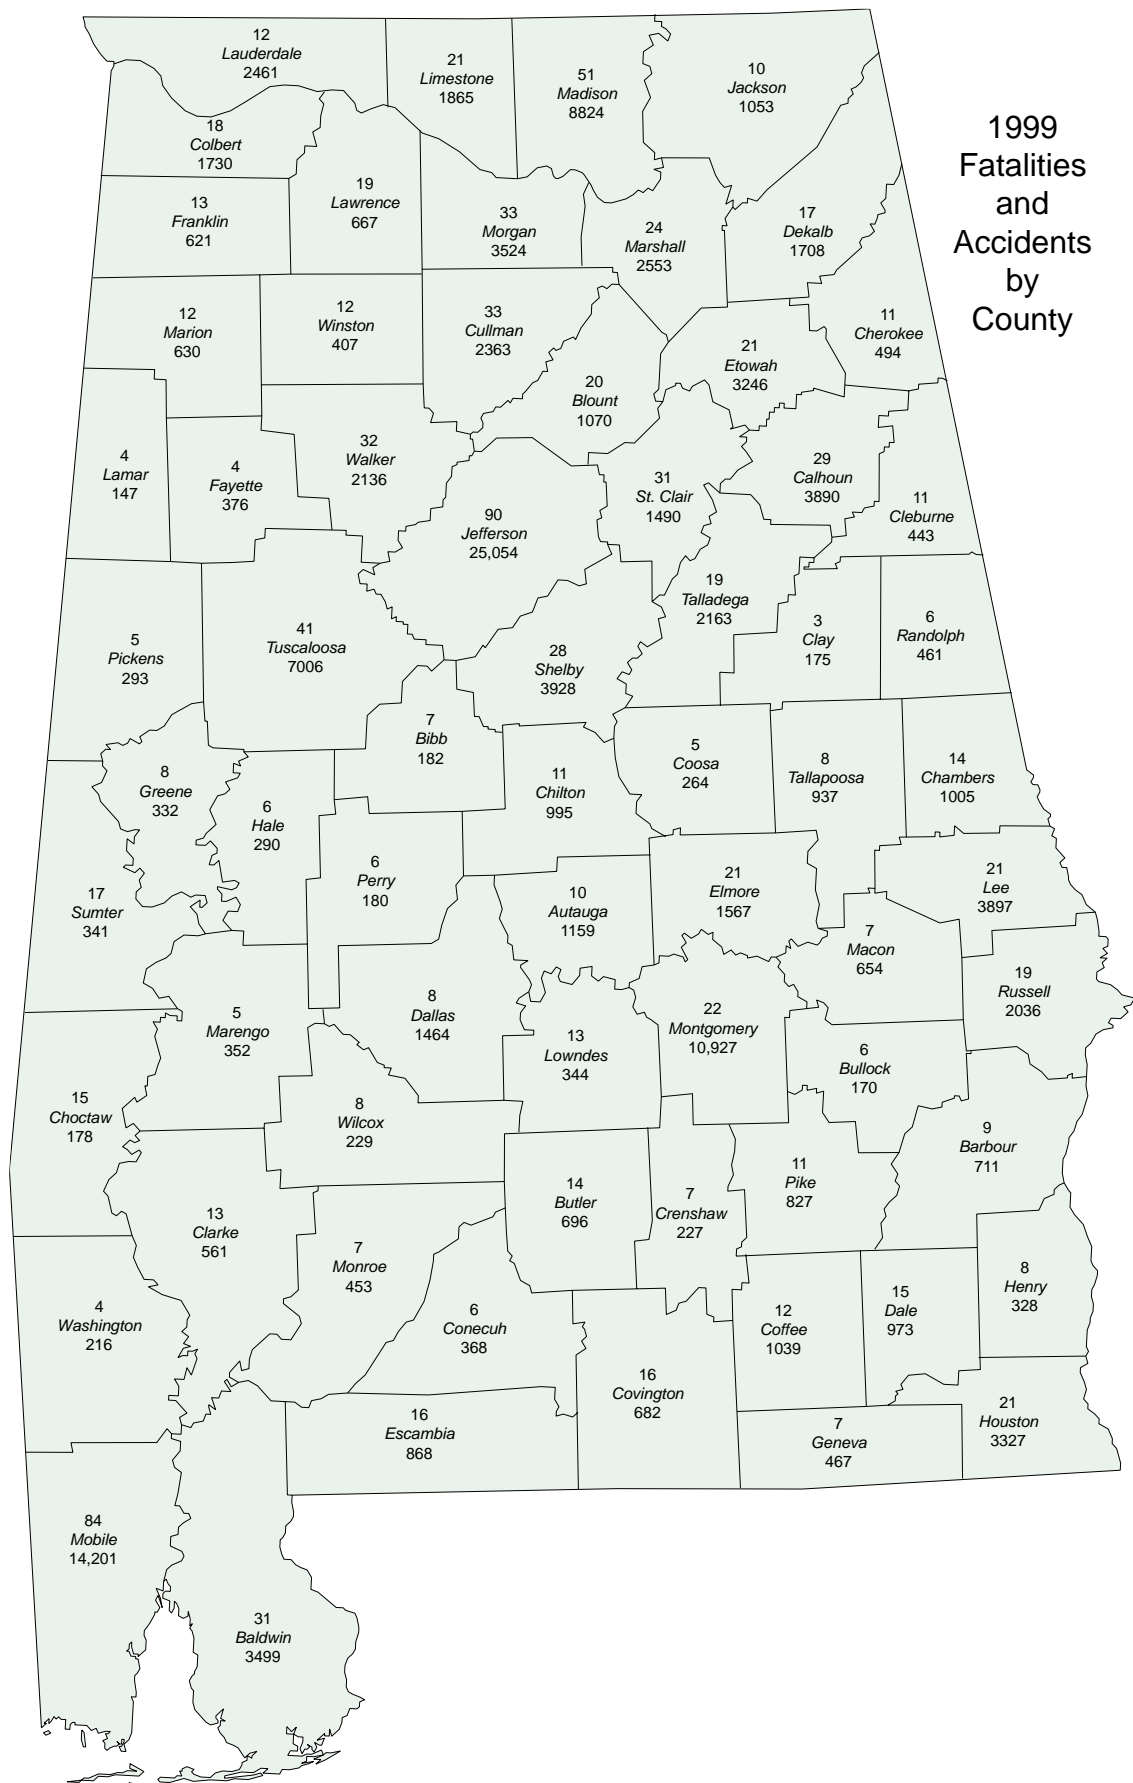 1999
Fatalities
and
Accidents
by
County
12
Lauderdale
2461
21
Limestone
1865
51
Madison
8824
10
Jackson
1053
18
Colbert
1730
19
Lawrence
667
13
Franklin
621
33
Morgan
3524
24
Marshall
2553
17
Dekalb
1708
12
Marion
630
12
Winston
407
33
Cullman
2363
11
Cherokee
494
21
Etowah
3246
20
Blount
1070
4
Lamar
147
4
Fayette
376
32
Walker
2136
90
Jefferson
25,054
31
St. Clair
1490
29
Calhoun
3890
11
Cleburne
443
19
Talladega
2163
5
Pickens
293
41
Tuscaloosa
7006
28
Shelby
3928
3
Clay
175
6
Randolph
461
7
Bibb
182
8
Greene
332
6
Hale
290
11
Chilton
995
5
Coosa
264
8
Tallapoosa
937
14
Chambers
1005
6
Perry
180
17
Sumter
341
10
Autauga
1159
21
Elmore
1567
21
Lee
3897
7
Macon
654
19
Russell
2036
5
Marengo
352
8
Dallas
1464
13
Lowndes
344
22
Montgomery
10,927
6
Bullock
170
15
Choctaw
178
8
Wilcox
229
9
Barbour
711
14
Butler
696
7
Crenshaw
227
11
Pike
827
13
Clarke
561
7
Monroe
453
4
Washington
216
6
Conecuh
368
12
Coffee
1039
15
Dale
973
8
Henry
328
16
Covington
682
16
Escambia
868
7
Geneva
467
21
Houston
3327
84
Mobile
14,201
31
Baldwin
3499